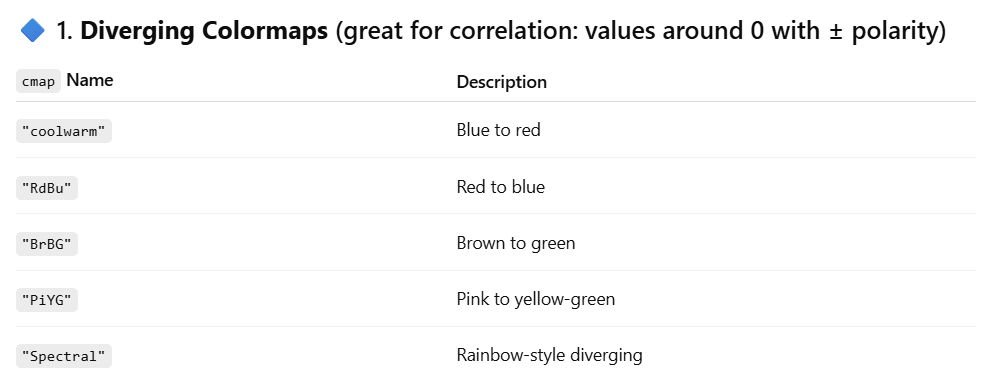 1. Diverging Colormaps (great for correlation: values around 0 with ± polarity)
cmap Name Description
"coolwarm" Blue to red
"RdBu" Red to blue
"BrBG" Brown to green
"PiYG" Pink to yellow-green
"Spectral" Rainbow-style diverging